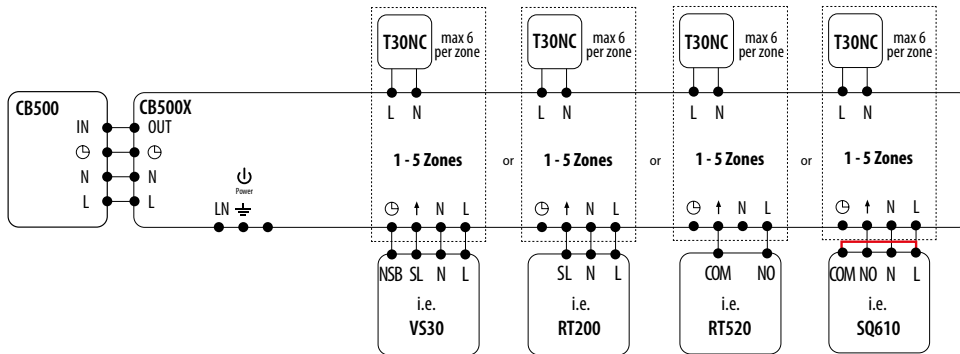 T30NC max 6 per zone
T30NC max 6 per zone
T30NC max 6 per zone
T30NC max 6 per zone
CB500
CB500X
L N
L N
L N
L N
IN OUT
N N
L L
1 - 5 Zones or 1 - 5 Zones or 1 - 5 Zones or 1 - 5 Zones
Power
LN
N L
N L
N L
N L
NSB SL N L
SL N L
COM NO
COM NO N L
i.e.
VS30
i.e.
RT200
i.e.
RT520
i.e.
SQ610